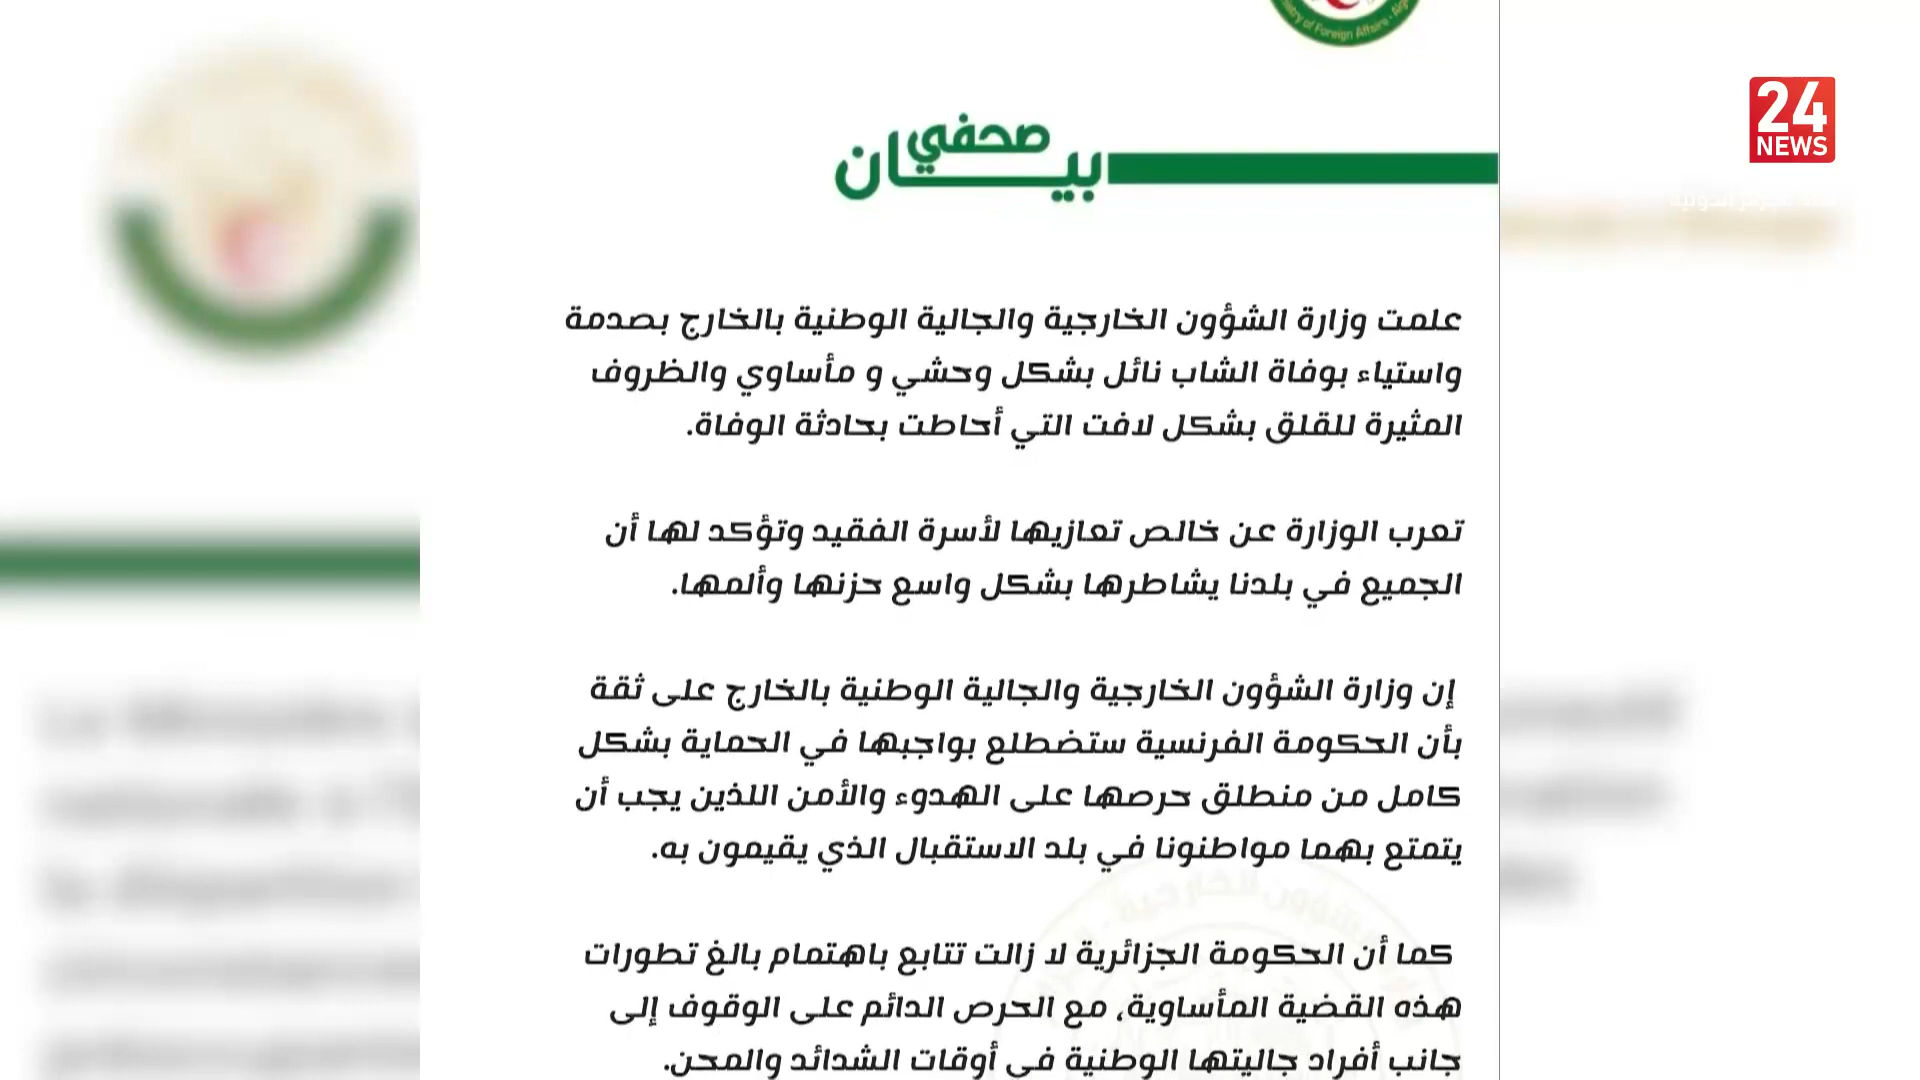 Ministry of Foreign Affairs - Alge
24
NEWS
بيان صحفي
علمت وزارة الشؤون الخارجية والجالية الوطنية بالخارج بصدمة
واستياء بوفاة الشاب نائل بشكل وحشي و مأساوي والظروف
المثيرة للقلق بشكل لافت التي أحاطت بحادثة الوفاة.
تعرب الوزارة عن خالص تعازيها لأسرة الفقيد وتؤكد لها أن
الجميع في بلدنا يشاطرها بشكل واسع حزنها وألمها.
إن وزارة الشؤون الخارجية والجالية الوطنية بالخارج على ثقة
بأن الحكومة الفرنسية ستضطلع بواجبها في الحماية بشكل
كامل من منطلق حرصها على الهدوء والأمن اللذين يجب أن
يتمتع بهما مواطنونا في بلد الاستقبال الذي يقيمون به.
كما أن الحكومة الجزائرية لا زالت تتابع باهتمام بالغ تطورات
هذه القضية المأساوية، مع الحرص الدائم على الوقوف إلى
جانب أفراد جاليتها الوطنية في أوقات الشدائد والمحن.